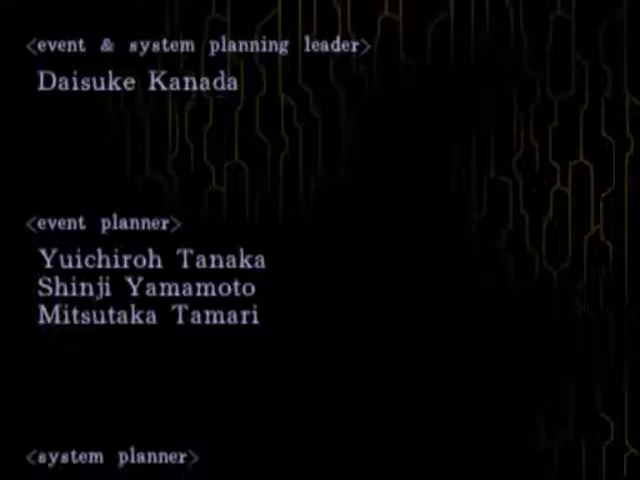 <event & system planning leader>
Daisuke Kanada
<event planner>
Yuichiroh Tanaka
Shinji Yamamoto
Mitsutaka Tamari
<system planner>